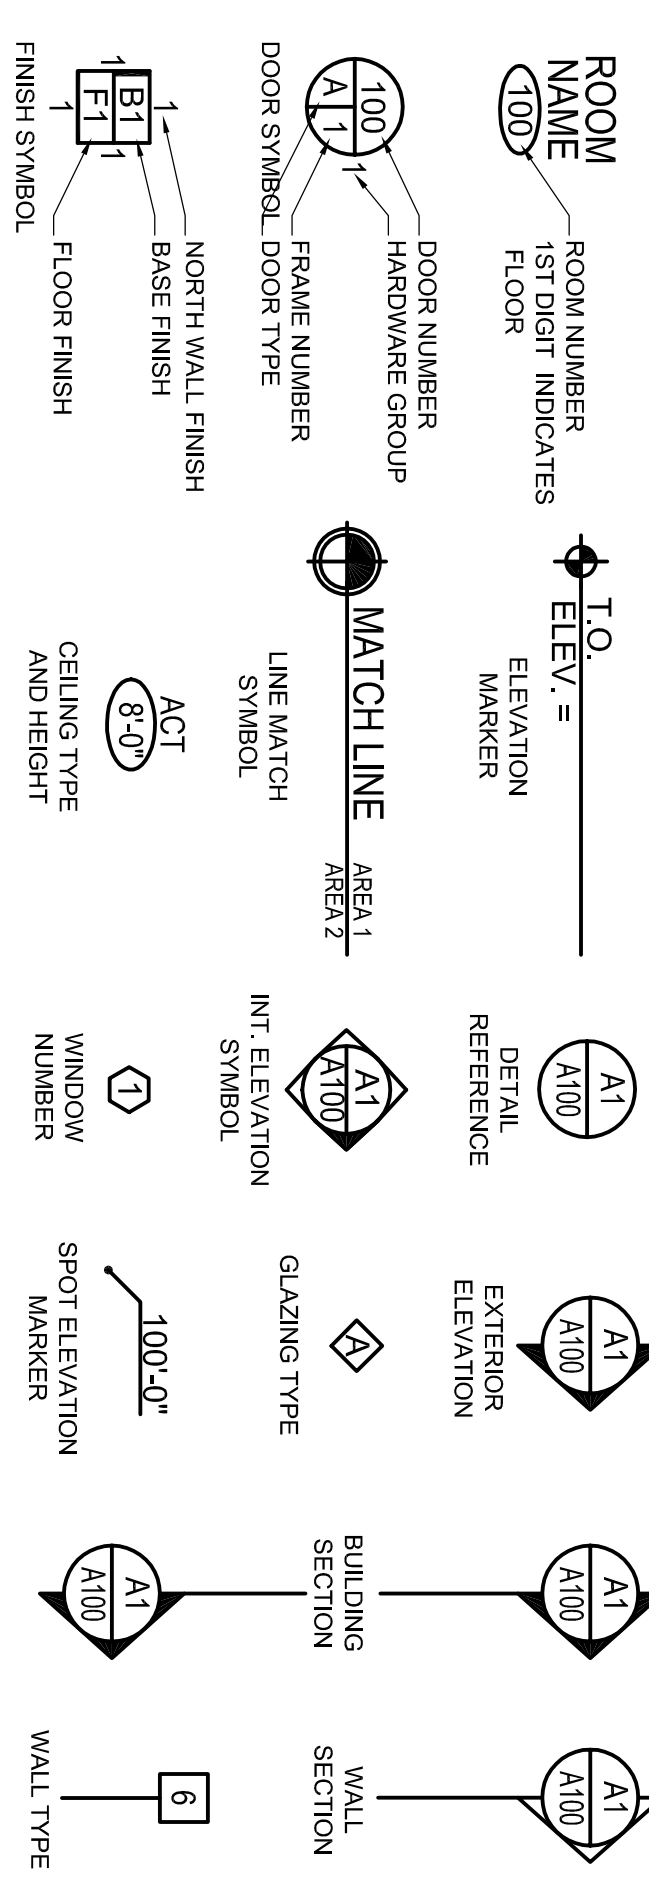 ROOM
NAME
100
ROOM NUMBER
1ST DIGIT INDICATES
FLOOR
100
A
1
1
DOOR NUMBER
HARDWARE GROUP
FRAME NUMBER
DOOR TYPE
DOOR SYMBOL
1
B1
1
F1
1
1
NORTH WALL FINISH
BASE FINISH
FLOOR FINISH
FINISH SYMBOL
T.O.
ELEV. =
ELEVATION
MARKER
MATCH LINE
AREA 1
AREA 2
LINE MATCH
SYMBOL
ACT
8'-0"
CEILING TYPE
AND HEIGHT
A1
A100
DETAIL
REFERENCE
A1
A100
INT. ELEVATION
SYMBOL
1
WINDOW
NUMBER
A1
A100
EXTERIOR
ELEVATION
A
GLAZING TYPE
100'-0"
SPOT ELEVATION
MARKER
A1
A100
BUILDING
SECTION
A1
A100
A1
A100
WALL
SECTION
6
WALL TYPE